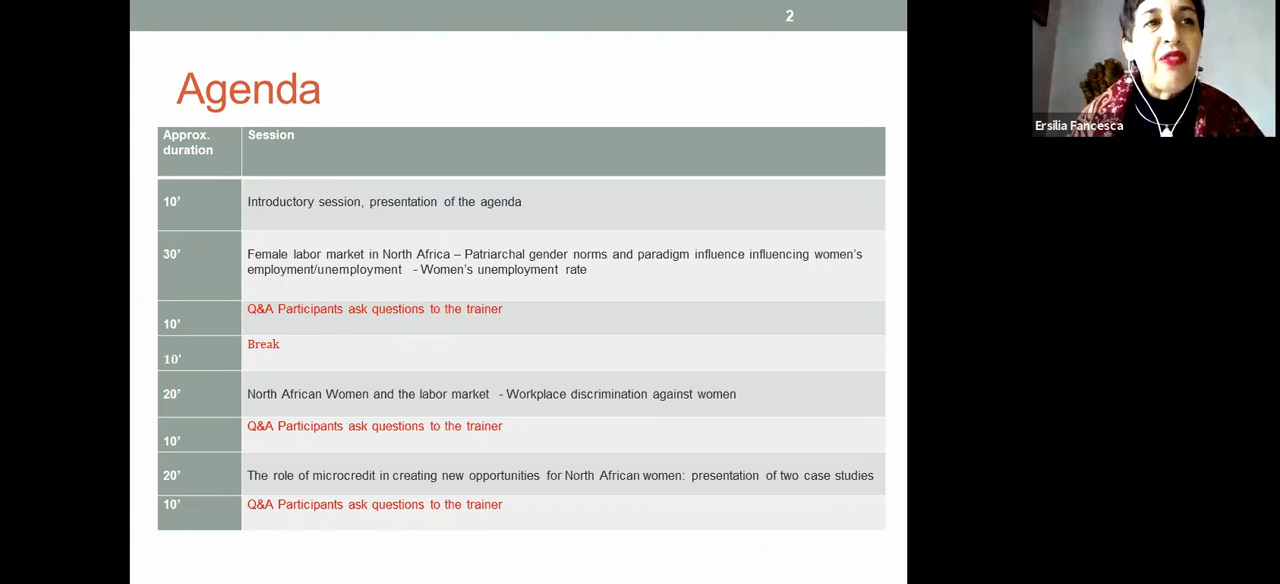 2
Agenda
Approx.
duration
Session
10’
Introductory session, presentation of the agenda
30’
Female labor market in North Africa – Patriarchal gender norms and paradigm influence influencing women’s
employment/unemployment - Women’s unemployment rate
10’
Q&A Participants ask questions to the trainer
10’
Break
20’
North African Women and the labor market - Workplace discrimination against women
10’
Q&A Participants ask questions to the trainer
20’
The role of microcredit in creating new opportunities for North African women: presentation of two case studies
10’
Q&A Participants ask questions to the trainer
Ersilia Fancesca